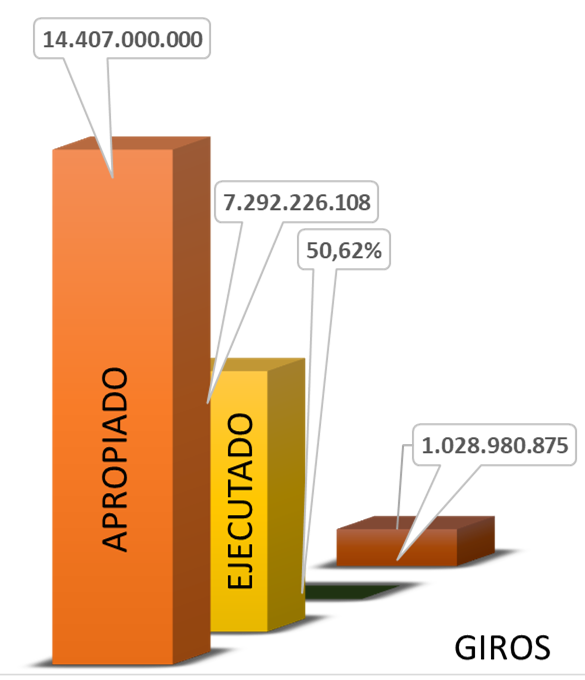 14.407.000.000
7.292.226.108
50,62%
1.028.980.875
APROPIADO
EJECUTADO
GIROS